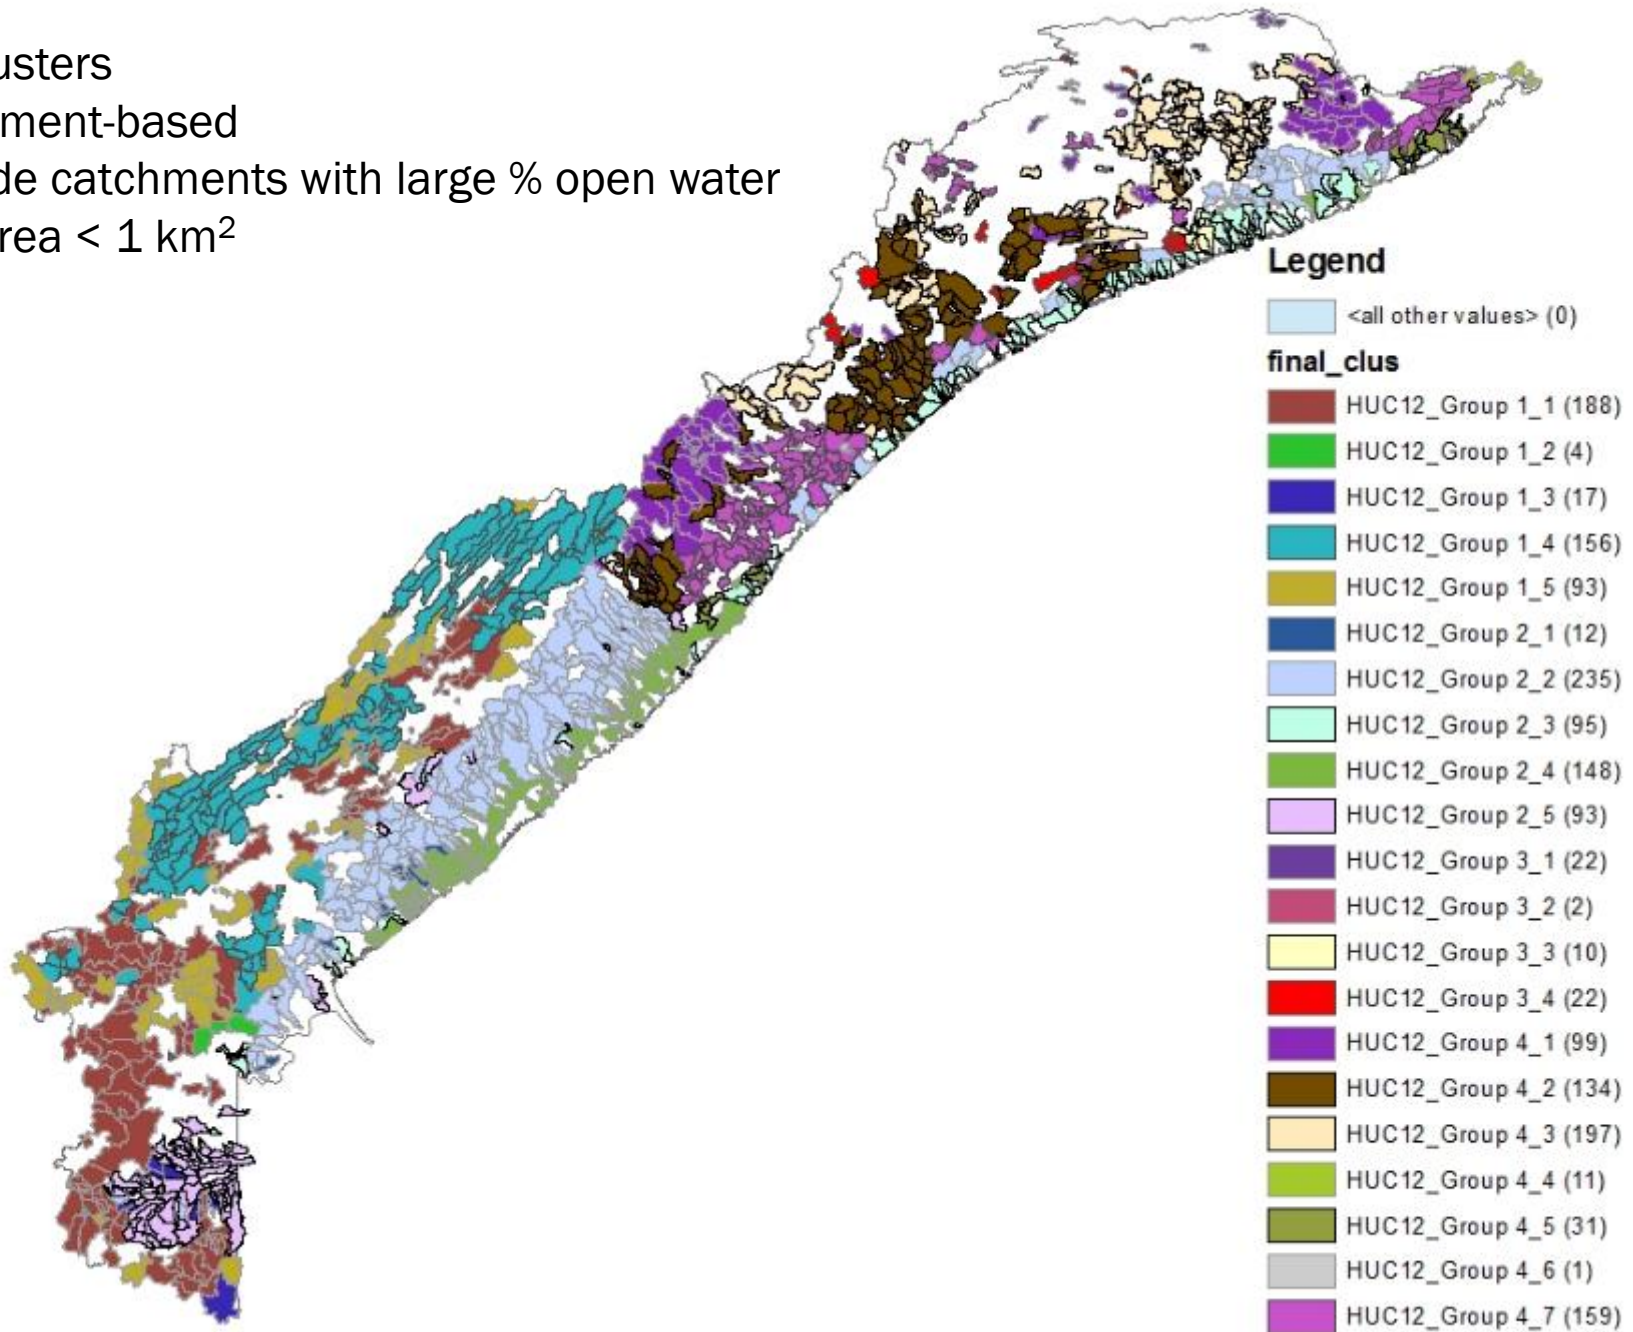 usters
ment-based
de catchments with large % open water
rea < 1 km²
Legend
<all other values> (0)
final_clus
HUC12_Group 1_1 (188)
HUC12_Group 1_2 (4)
HUC12_Group 1_3 (17)
HUC12_Group 1_4 (156)
HUC12_Group 1_5 (93)
HUC12_Group 2_1 (12)
HUC12_Group 2_2 (235)
HUC12_Group 2_3 (95)
HUC12_Group 2_4 (148)
HUC12_Group 2_5 (93)
HUC12_Group 3_1 (22)
HUC12_Group 3_2 (2)
HUC12_Group 3_3 (10)
HUC12_Group 3_4 (22)
HUC12_Group 4_1 (99)
HUC12_Group 4_2 (134)
HUC12_Group 4_3 (197)
HUC12_Group 4_4 (11)
HUC12_Group 4_5 (31)
HUC12_Group 4_6 (1)
HUC12_Group 4_7 (159)